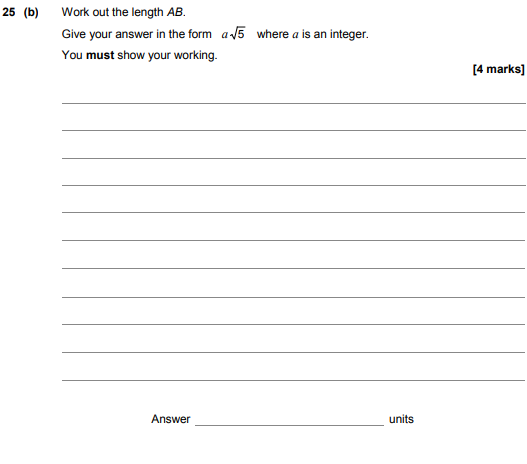 25 (b) Work out the length AB.
Give your answer in the form a√5 where a is an integer.
You must show your working.
[4 marks]
Answer ____________________ units